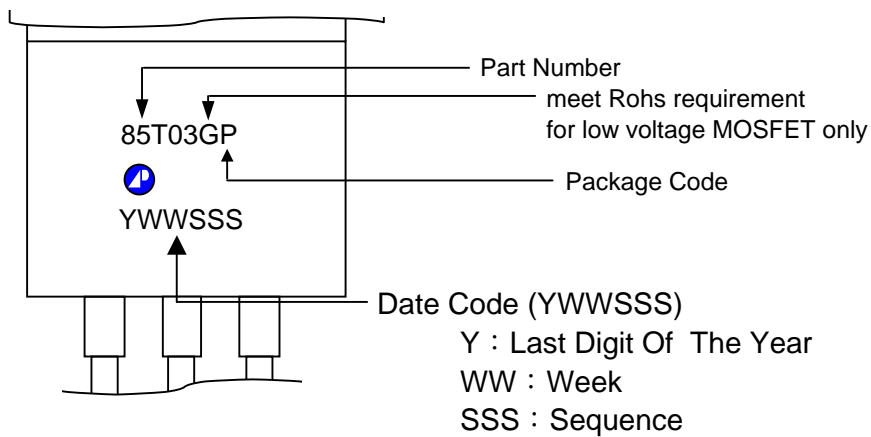 Part Number
meet Rohs requirement
for low voltage MOSFET only
85T03GP
Package Code
YWWSSS
Date Code (YWWSSS)
Y：Last Digit Of The Year
WW：Week
SSS：Sequence